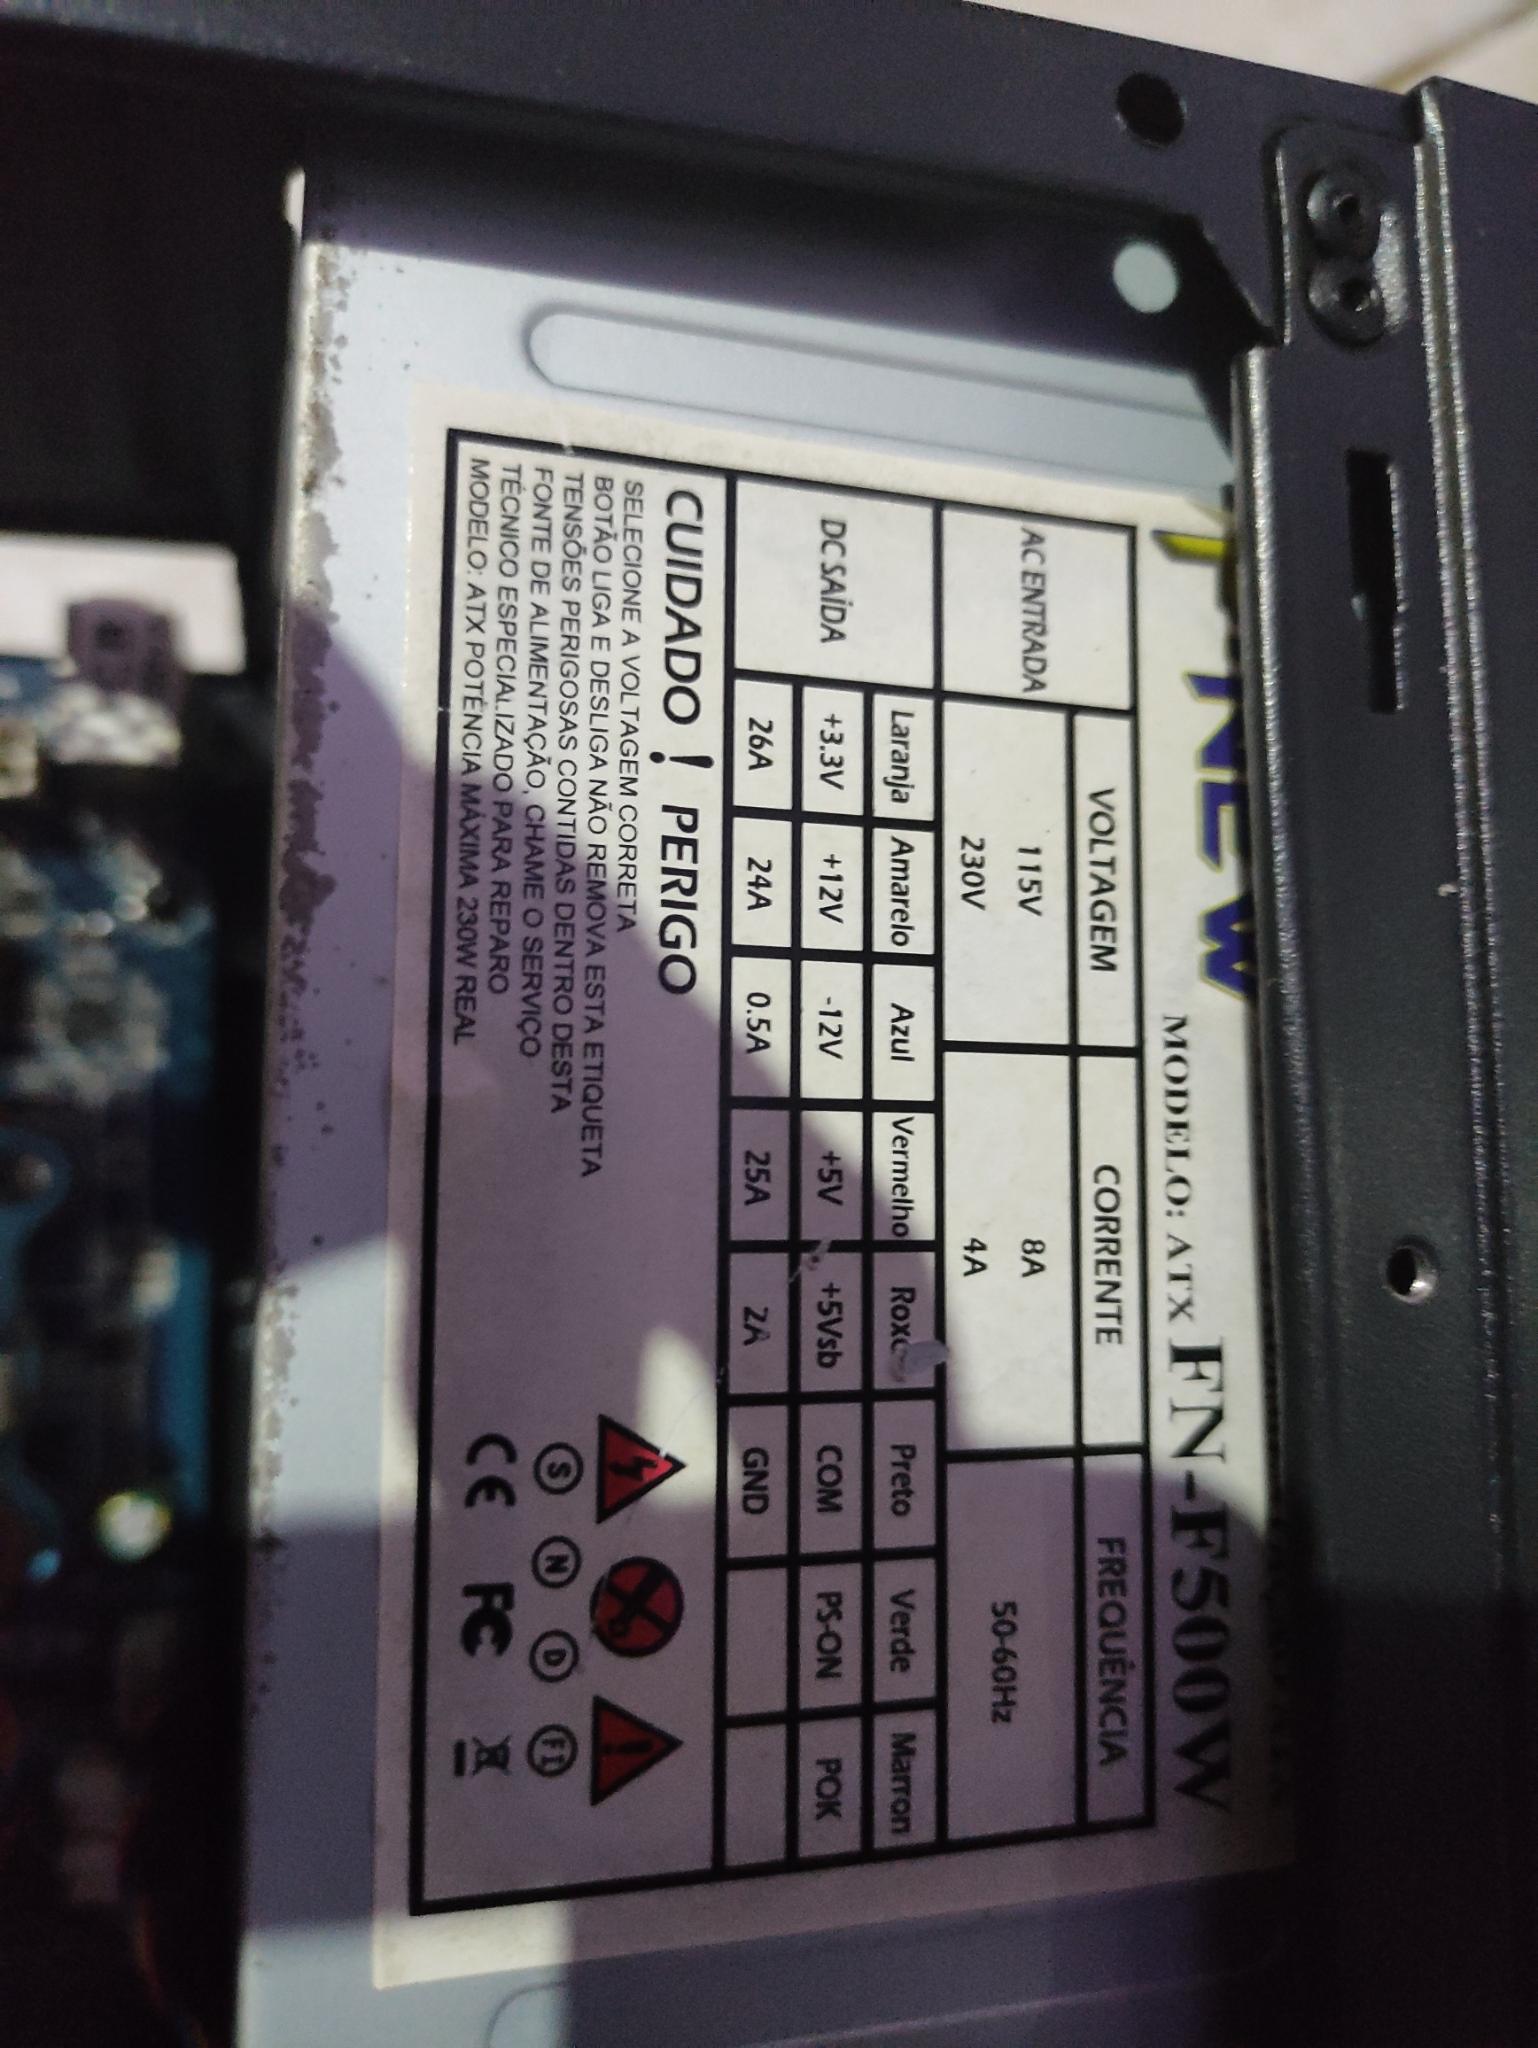 NEW
MODELO: ATX FN-F500W
VOLTAGEM CORRENTE FREQUÊNCIA
AC ENTRADA 115V 8A 50-60Hz
230V 4A
DC SAÍDA Laranja Amarelo Azul Vermelho Roxo Preto Verde Marron
+3.3V +12V -12V +5V +5Vsb COM PS-ON POK
26A 24A 0.5A 25A 2A GND
CUIDADO ! PERIGO
SELECIONE A VOLTAGEM CORRETA
BOTÃO LIGA E DESLIGA NÃO REMOVA ESTA ETIQUETA
TENSÕES PERIGOSAS CONTIDAS DENTRO DESTA
FONTE DE ALIMENTAÇÃO, CHAME O SERVIÇO
TÉCNICO ESPECIALIZADO PARA REPARO
MODELO: ATX POTÊNCIA MÁXIMA 230W REAL
S N D FI
CE FC